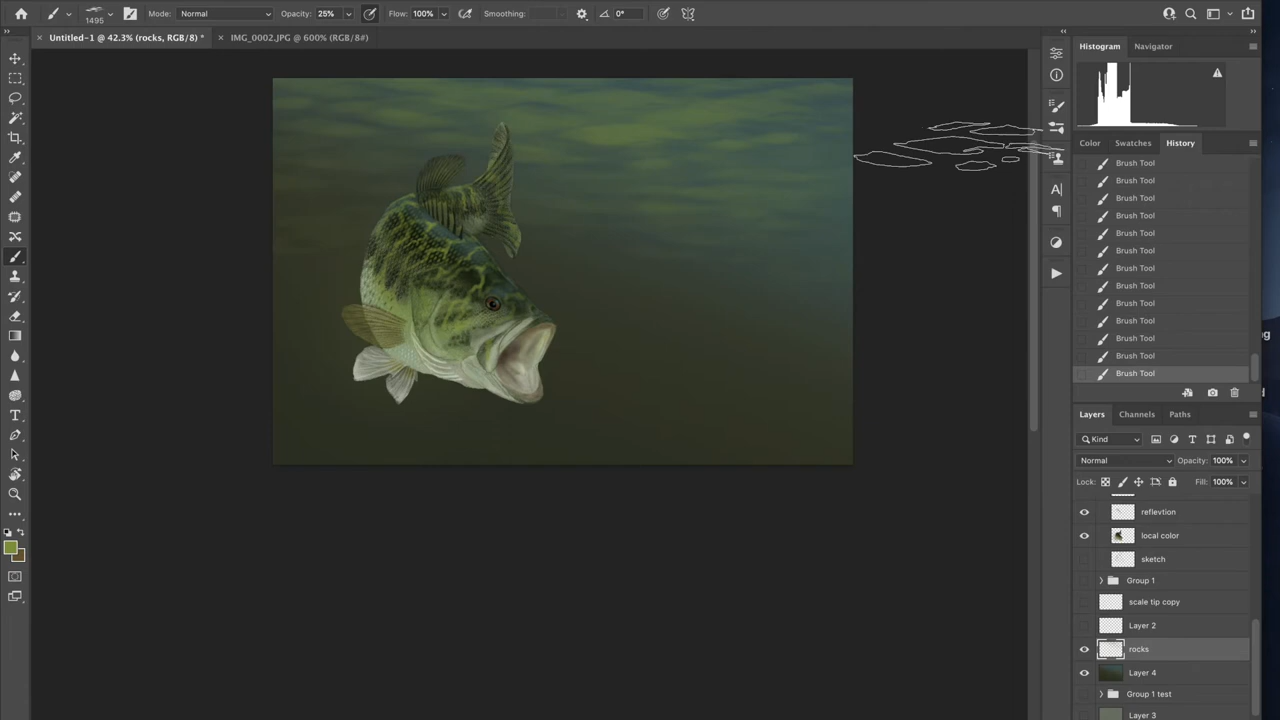 1495
Mode: Normal
Opacity: 25%
Flow: 100%
Smoothing:
0°
Untitled-1 @ 42.3% (rocks, RGB/8) *
IMG_0002.JPG @ 600% (RGB/8#)
Histogram
Navigator
Color
Swatches
History
Brush Tool
Brush Tool
Brush Tool
Brush Tool
Brush Tool
Brush Tool
Brush Tool
Brush Tool
Brush Tool
Brush Tool
Brush Tool
Brush Tool
Brush Tool
ng
d
Layers
Channels
Paths
Kind
Normal
Opacity: 100%
Lock:
Fill: 100%
reflevtion
local color
sketch
Group 1
scale tip copy
Layer 2
rocks
Layer 4
Group 1 test
Layer 3